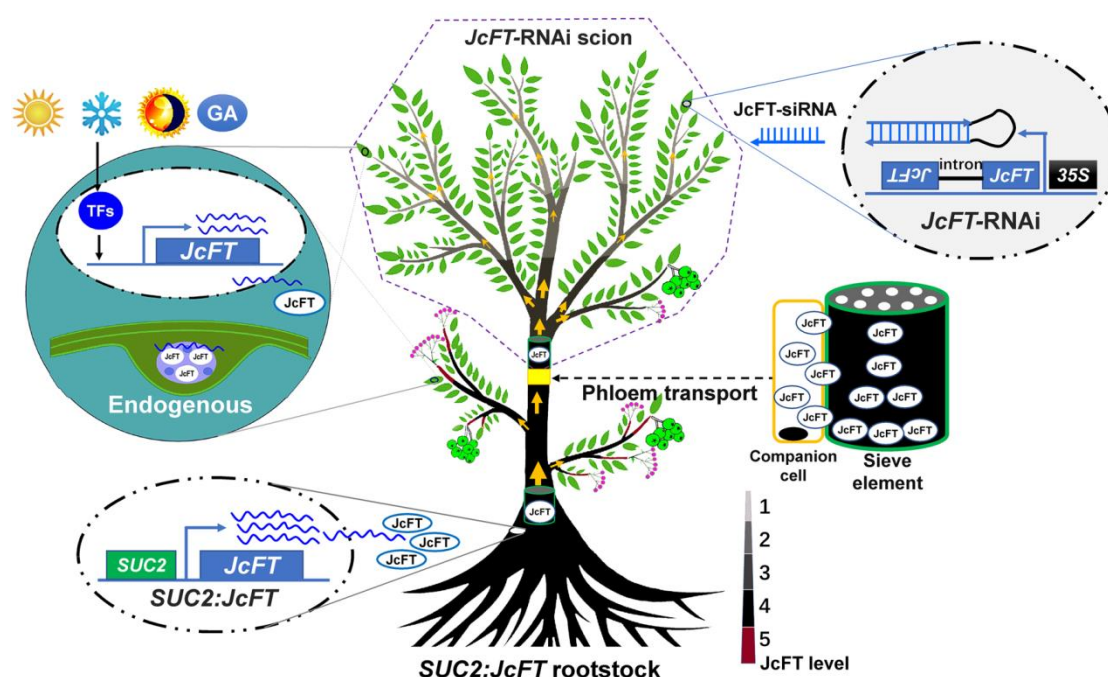 JcFT-RNAi scion
GA
TFs
JcFT
JcFT
JcFT JcFT
JcFT
Endogenous
JcFT-siRNA
JcFT
intron
JcFT
35S
JcFT-RNAi
JcFT
Phloem transport
JcFT
JcFT
JcFT
JcFT
JcFT
Companion
cell
JcFT
JcFT
JcFT JcFT
JcFT JcFT JcFT
Sieve
element
JcFT
SUC2
JcFT
SUC2:JcFT
JcFT
JcFT
JcFT
1
2
3
4
5
JcFT level
SUC2:JcFT rootstock